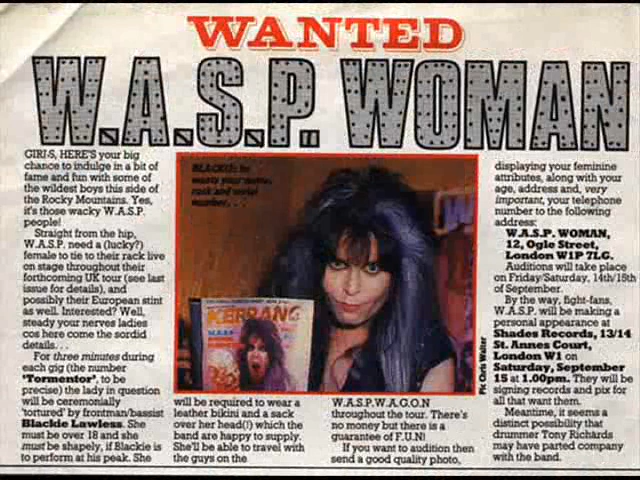 WANTED
W.A.S.P. WOMAN
GIRLS, HERE'S your big
chance to indulge in a bit of
fame and fun with some of
the wildest boys this side of
the Rocky Mountains. Yes,
it's those wacky W.A.S.P.
people!
Straight from the hip,
W.A.S.P. need a (lucky?)
female to tie to their rack live
on stage throughout their
forthcoming UK tour (see last
issue for details), and
possibly their European stint
as well. Interested? Well,
steady your nerves ladies
cos here come the sordid
details. . .
For three minutes during
each gig (the number
'Tormentor', to be
precise) the lady in question
will be ceremonially
'tortured' by frontman/bassist
Blackie Lawless. She
must be over 18 and she
must be shapely, if Blackie is
to perform at his peak. She
BLACKIE: he
wants your name,
rack and serial
number. . .
KERRANG
W.A.S.P.
Pic Chris Walter
will be required to wear a
leather bikini and a sack
over her head(!) which the
band are happy to supply.
She'll be able to travel with
the guys on the
W.A.S.P.W.A.G.O.N
throughout the tour. There's
no money but there is a
guarantee of F.U.N!
If you want to audition then
send a good quality photo,
displaying your feminine
attributes, along with your
age, address and, very
important, your telephone
number to the following
address:
W.A.S.P. WOMAN,
12, Ogle Street,
London W1P 7LG.
Auditions will take place
on Friday/Saturday, 14th/15th
of September.
By the way, fight-fans,
W.A.S.P. will be making a
personal appearance at
Shades Records, 13/14
St. Annes Court,
London W1 on
Saturday, September
15 at 1.00pm. They will be
signing records and pix for
all that want them.
Meantime, it seems a
distinct possibility that
drummer Tony Richards
may have parted company
with the band.